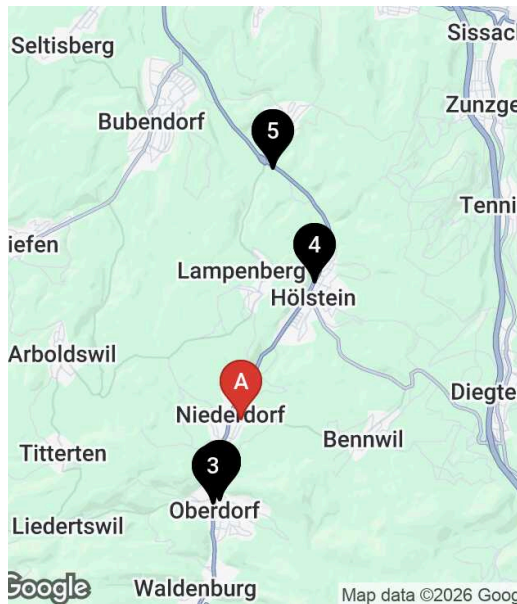 Seltisberg
Sissac
Bubendorf
Zunzge
5
Tenni
iefen
4
Lampenberg
Hölstein
Arboldswil
A
Diegte
Niederdorf
Bennwil
Titterten
3
Oberdorf
Liedertswil
Waldenburg
Google
Map data ©2026 Goog